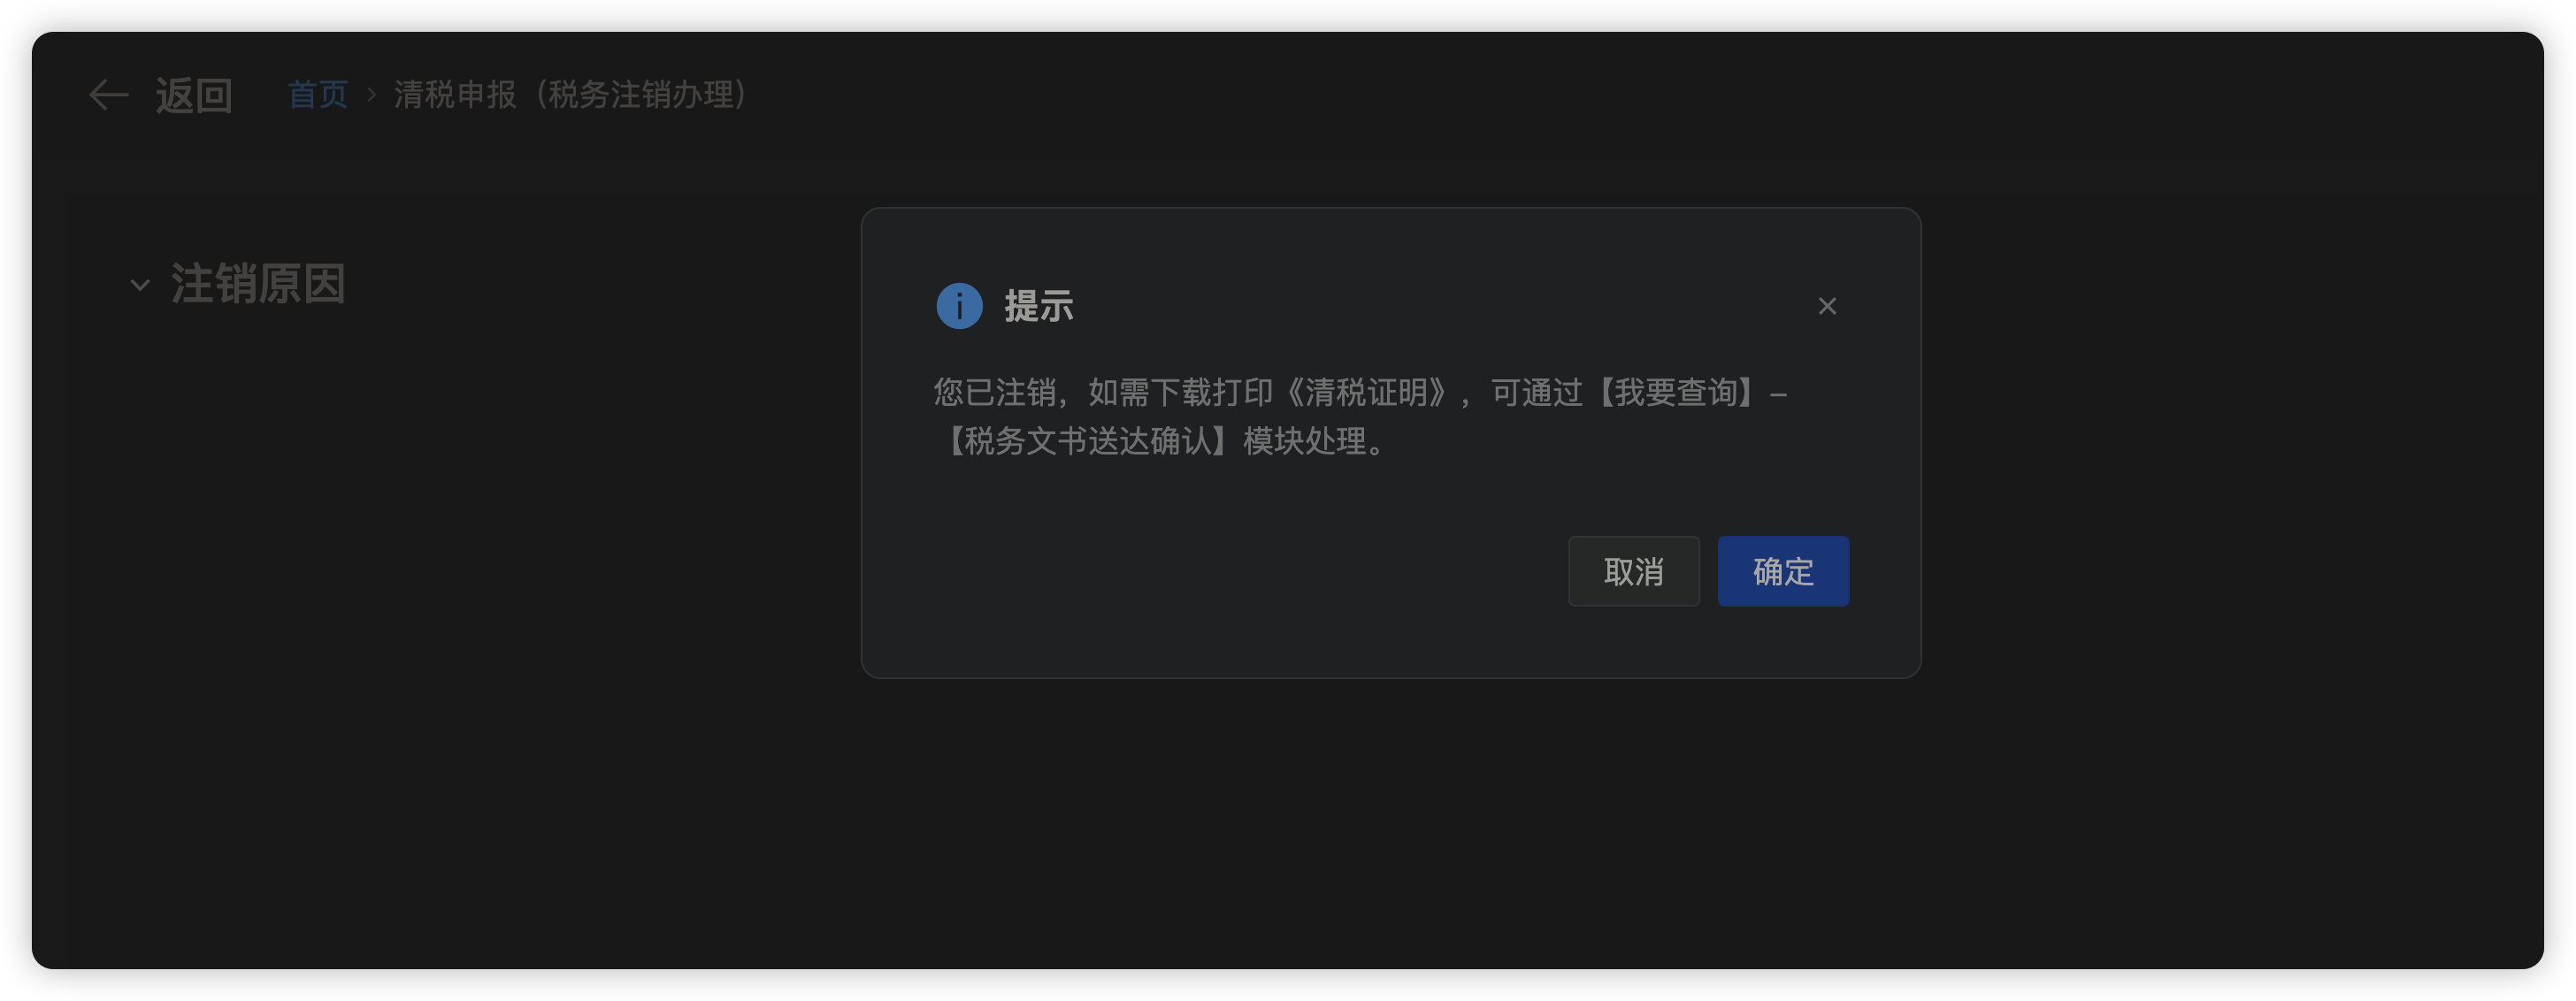 返回 首页 > 清税申报（税务注销办理）
注销原因
提示
您已注销，如需下载打印《清税证明》，可通过【我要查询】–
【税务文书送达确认】模块处理。
取消 确定